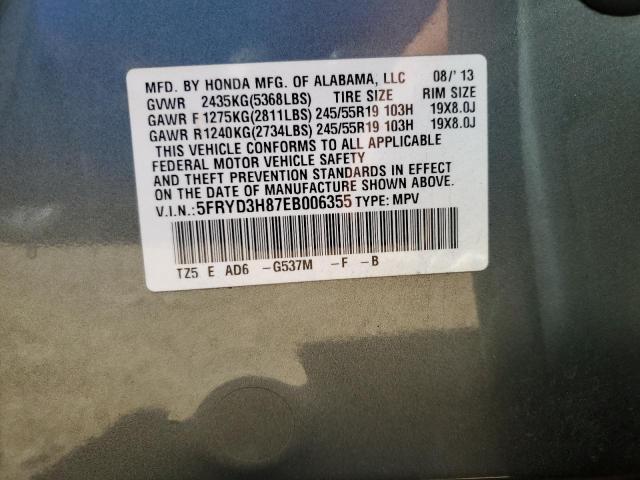 MFD. BY HONDA MFG. OF ALABAMA, LLC 08/'13
GVWR 2435KG(5368LBS) TIRE SIZE RIM SIZE
GAWR F 1275KG(2811LBS) 245/55R19 103H 19X8.0J
GAWR R 1240KG(2734LBS) 245/55R19 103H 19X8.0J
THIS VEHICLE CONFORMS TO ALL APPLICABLE
FEDERAL MOTOR VEHICLE SAFETY
AND THEFT PREVENTION STANDARDS IN EFFECT
ON THE DATE OF MANUFACTURE SHOWN ABOVE.
V.I.N.: 5FRYD3H87EB006355 TYPE: MPV
TZ5 E AD6 -G537M -F -B